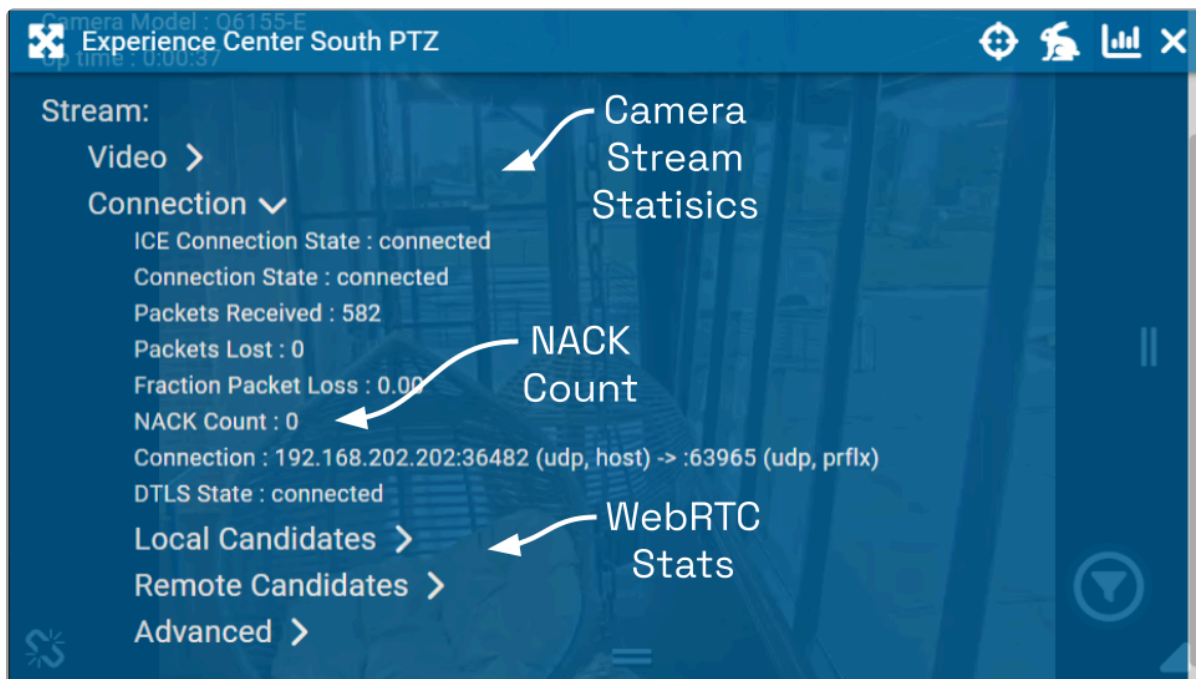 Camera Model : Q6155-E
Experience Center South PTZ
Up time : 0:00:37
Stream:
Video
Connection
ICE Connection State : connected
Connection State : connected
Packets Received : 582
Packets Lost : 0
Fraction Packet Loss : 0.00
NACK Count : 0
Connection : 192.168.202.202:36482 (udp, host) -> :63965 (udp, prflx)
DTLS State : connected
Local Candidates
Remote Candidates
Advanced
Camera
Stream
Statisics
NACK
Count
WebRTC
Stats